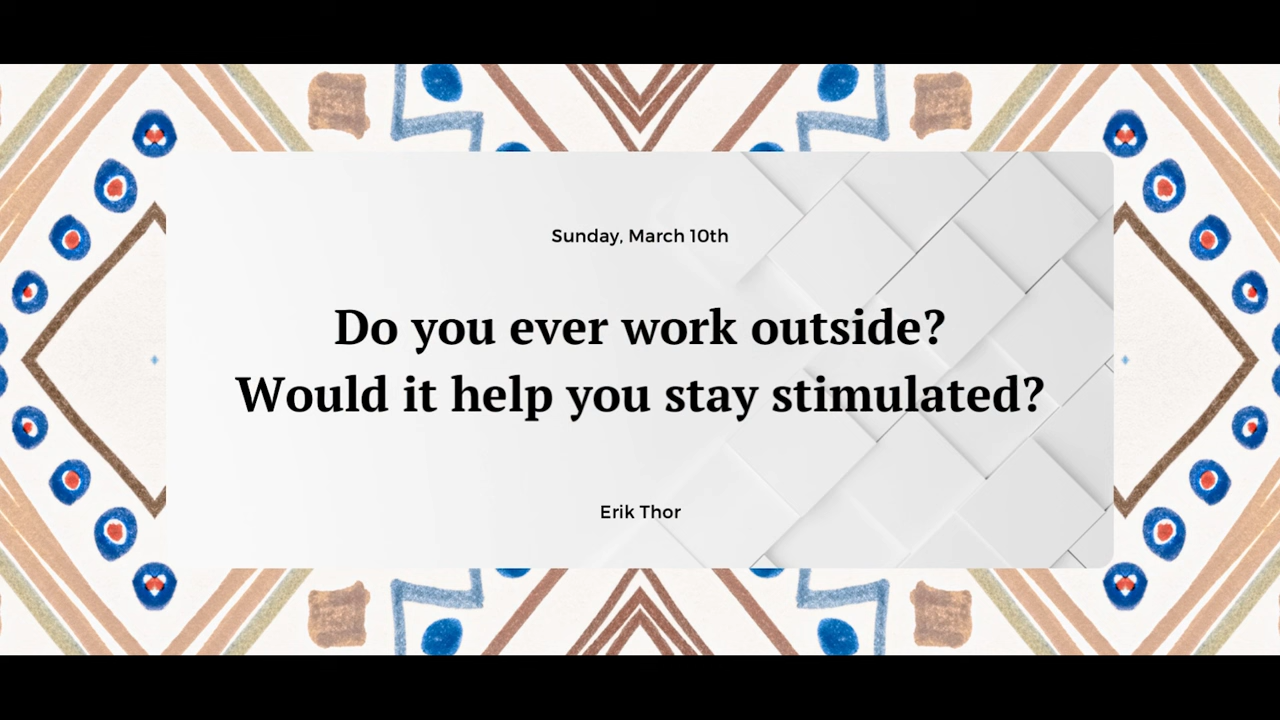 Sunday, March 10th
Do you ever work outside?
Would it help you stay stimulated?
Erik Thor